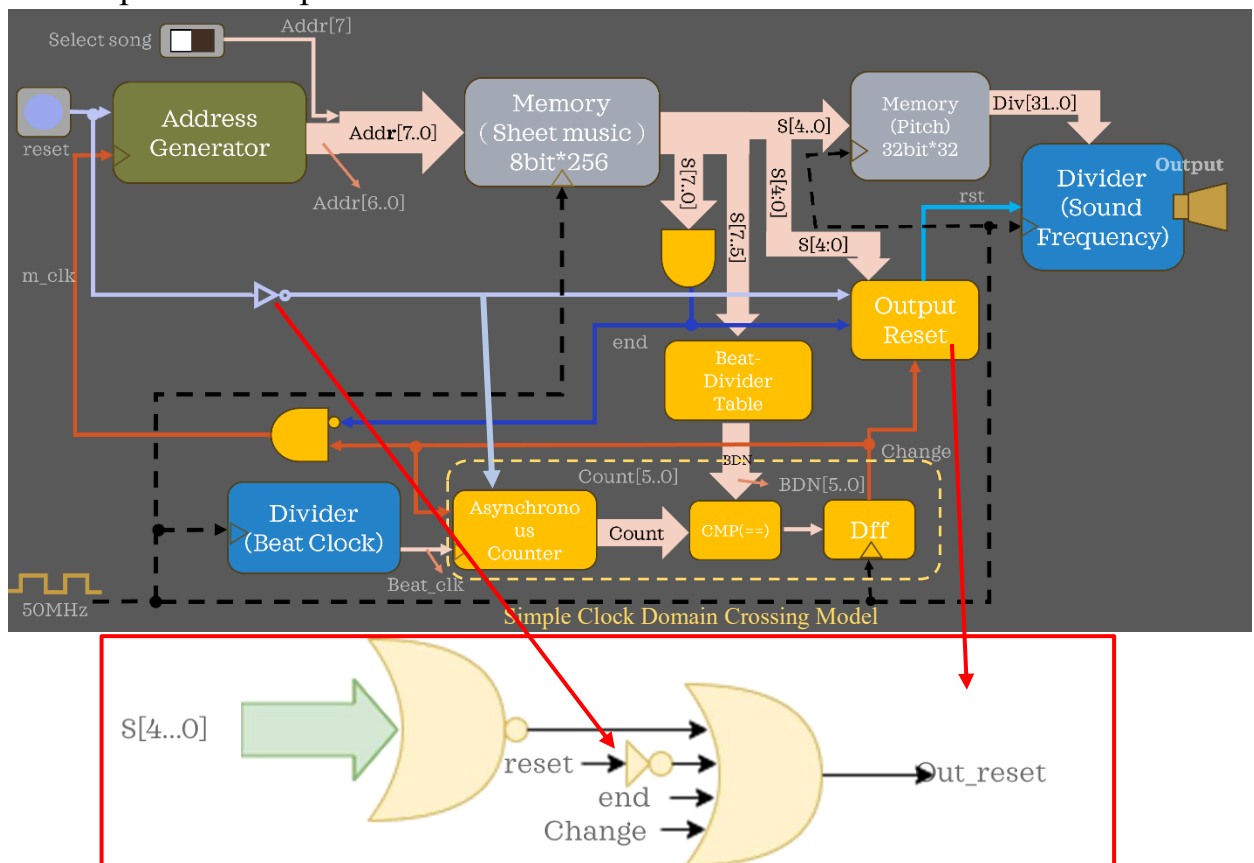 Addr[7]
Select song
reset
Address
Generator
Addr[7..0]
Addr[6..0]
Memory
( Sheet music )
8bit*256
S[4..0]
S[7..0]
S[7..5]
S[4:0]
S[4:0]
Memory
(Pitch)
32bit*32
Div[31..0]
Output
Divider
(Sound
Frequency)
rst
m_clk
end
Output
Reset
Beat-
Divider
Table
Change
BDN
BDN[5..0]
Count[5..0]
Divider
(Beat Clock)
Asynchrono
us
Counter
Count
CMP(==)
Dff
Beat_clk
50MHz
Simple Clock Domain Crossing Model
S[4...0]
reset
end
Change
Out_reset